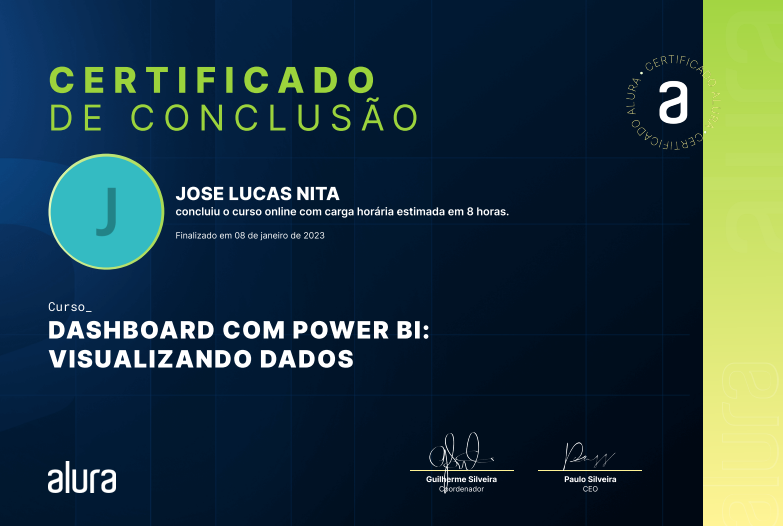 CERTIFICADO
DE CONCLUSÃO
CERTIFICADO ALURA • CERTIFICADO ALURA •
a
J
JOSE LUCAS NITA
concluiu o curso online com carga horária estimada em 8 horas.
Finalizado em 08 de janeiro de 2023
Curso_
DASHBOARD COM POWER BI:
VISUALIZANDO DADOS
alura
Guilherme Silveira
Coordenador
Paulo Silveira
CEO